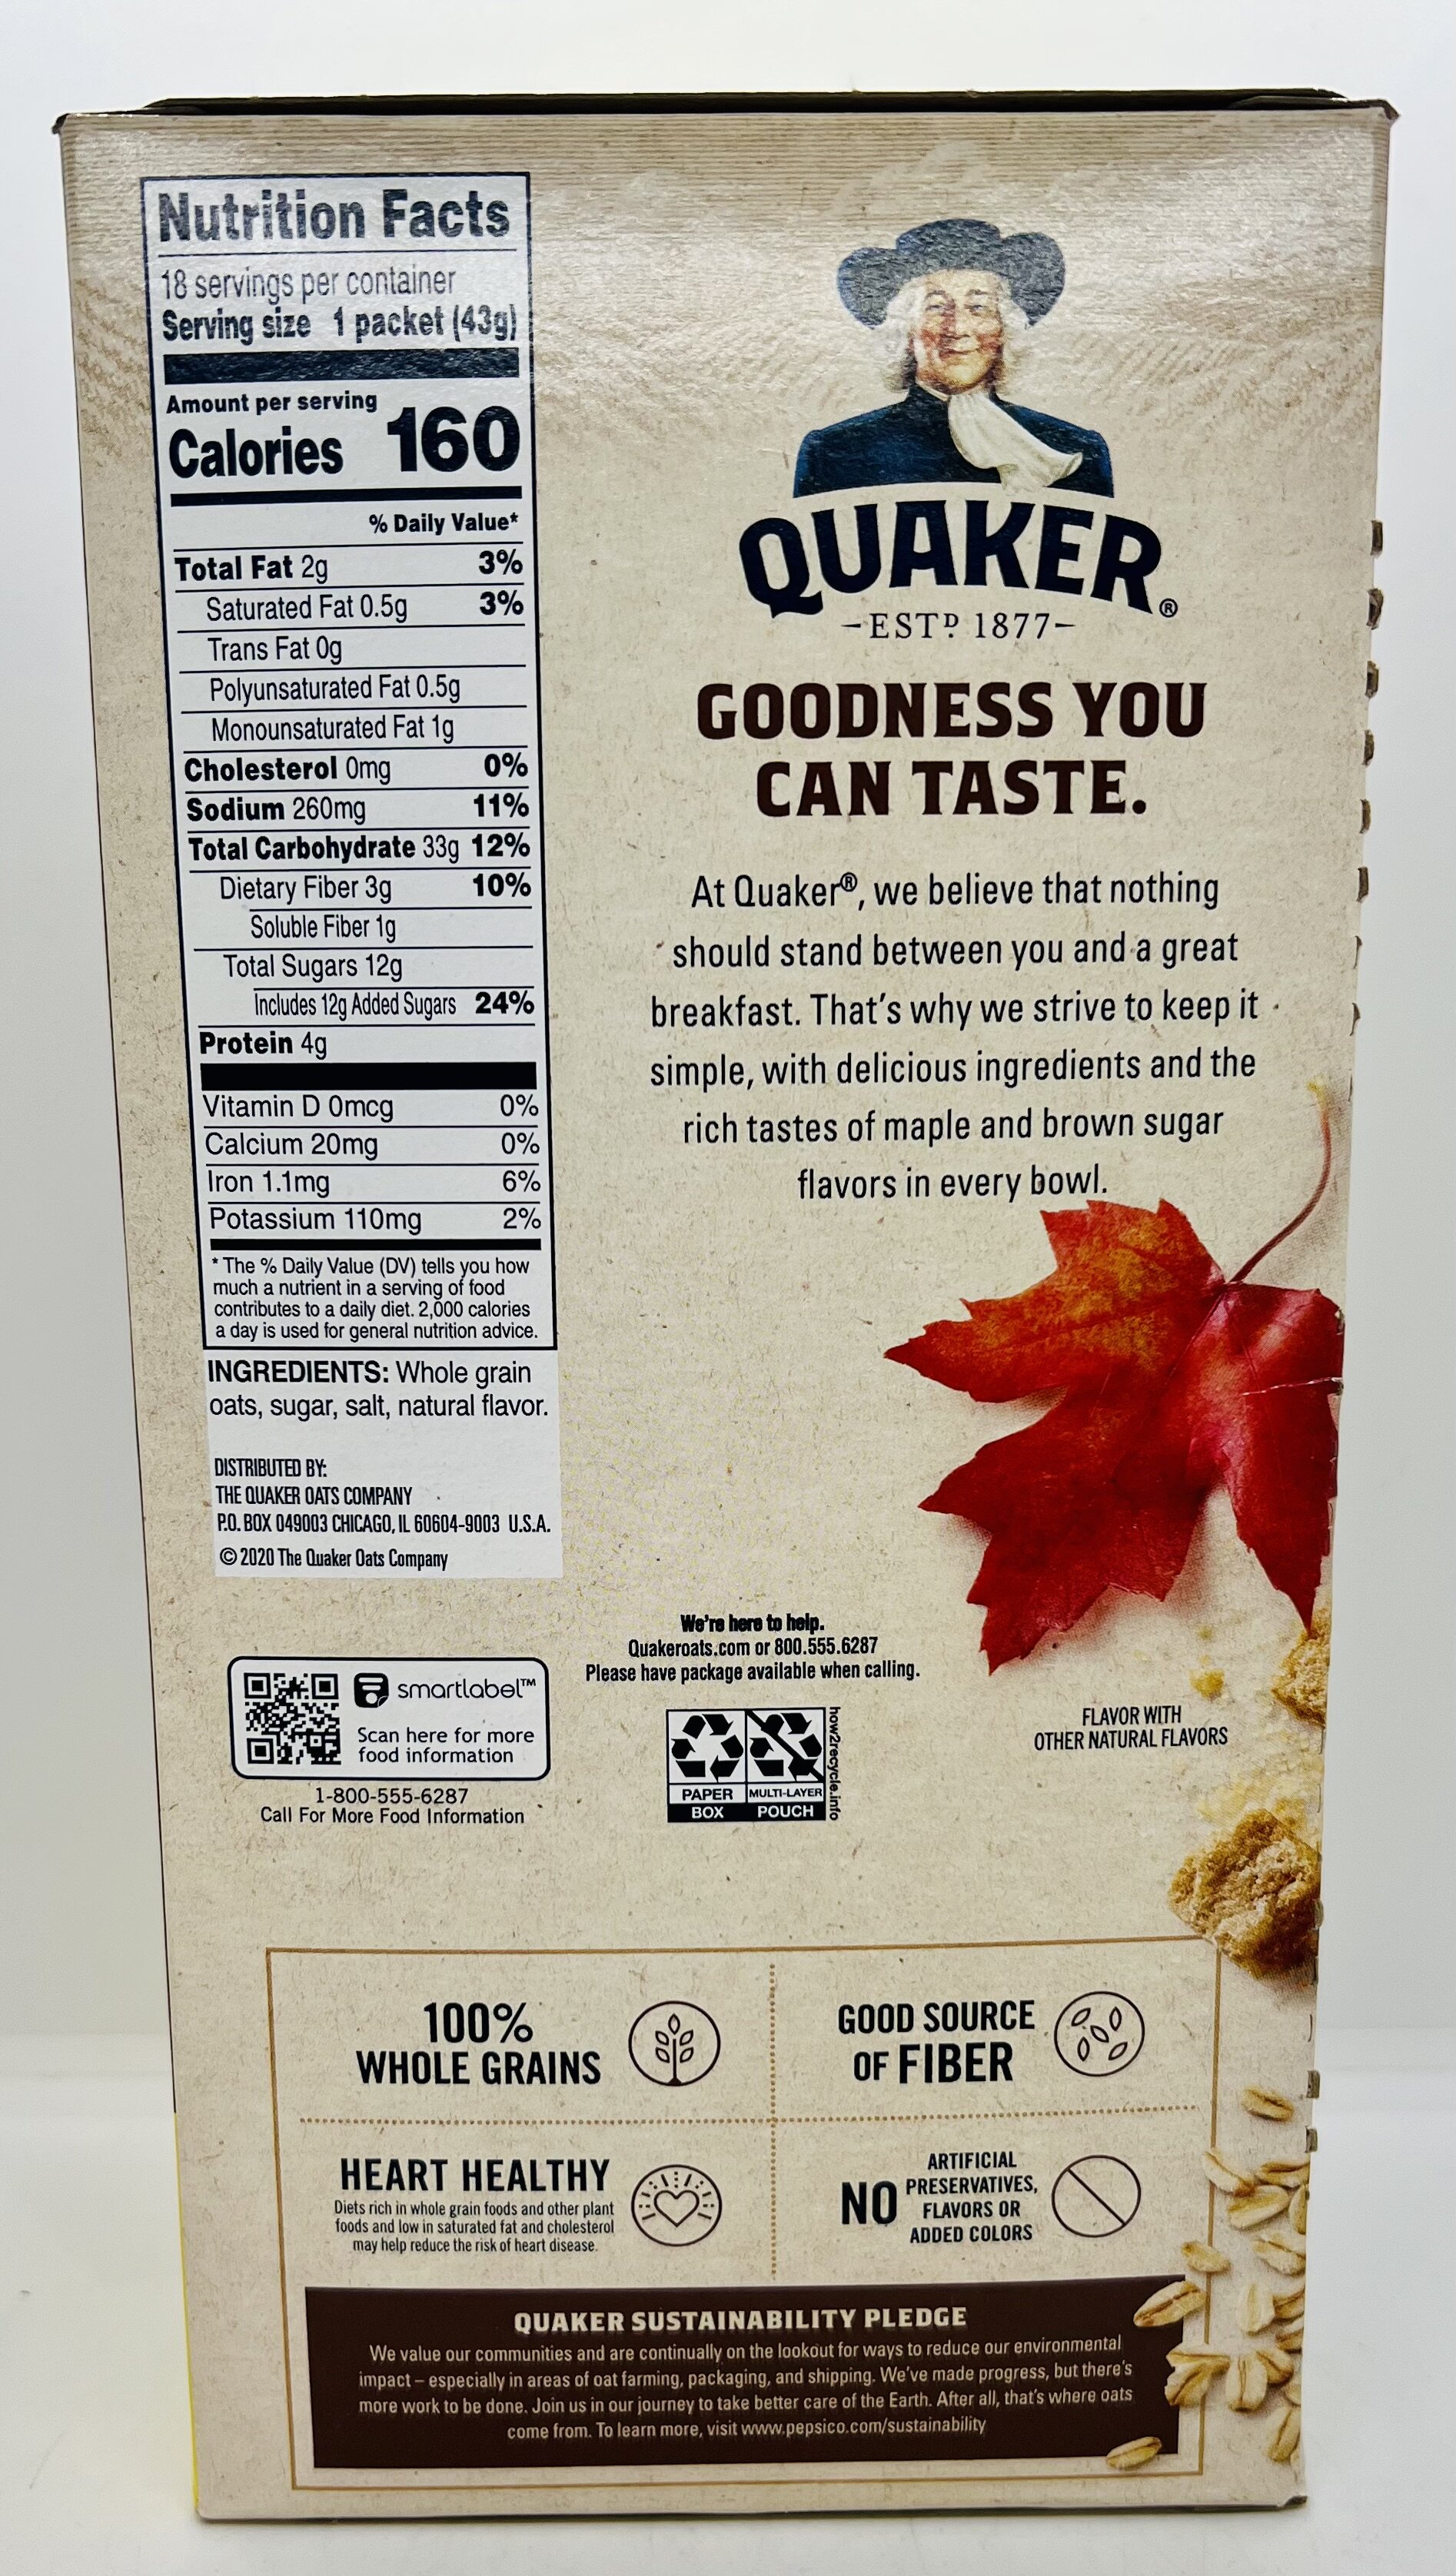 Nutrition Facts
18 servings per container
Serving size 1 packet (43g)
Amount per serving
Calories 160
% Daily Value*
Total Fat 2g 3%
Saturated Fat 0.5g 3%
Trans Fat 0g
Polyunsaturated Fat 0.5g
Monounsaturated Fat 1g
Cholesterol 0mg 0%
Sodium 260mg 11%
Total Carbohydrate 33g 12%
Dietary Fiber 3g 10%
Soluble Fiber 1g
Total Sugars 12g
Includes 12g Added Sugars 24%
Protein 4g
Vitamin D 0mcg 0%
Calcium 20mg 0%
Iron 1.1mg 6%
Potassium 110mg 2%
* The % Daily Value (DV) tells you how
much a nutrient in a serving of food
contributes to a daily diet. 2,000 calories
a day is used for general nutrition advice.
INGREDIENTS: Whole grain
oats, sugar, salt, natural flavor.
DISTRIBUTED BY:
THE QUAKER OATS COMPANY
P.O. BOX 049003 CHICAGO, IL 60604-9003 U.S.A.
© 2020 The Quaker Oats Company
smartlabel™
Scan here for more
food information
1-800-555-6287
Call For More Food Information
QUAKER®
-ESTD 1877-
GOODNESS YOU
CAN TASTE.
At Quaker®, we believe that nothing
should stand between you and a great
breakfast. That's why we strive to keep it
simple, with delicious ingredients and the
rich tastes of maple and brown sugar
flavors in every bowl.
We're here to help.
Quakeroats.com or 800.555.6287
Please have package available when calling.
PAPER
BOX
MULTI-LAYER
POUCH
how2recycle.info
FLAVOR WITH
OTHER NATURAL FLAVORS
100%
WHOLE GRAINS
GOOD SOURCE
OF FIBER
HEART HEALTHY
Diets rich in whole grain foods and other plant
foods and low in saturated fat and cholesterol
may help reduce the risk of heart disease.
NO
ARTIFICIAL
PRESERVATIVES,
FLAVORS OR
ADDED COLORS
QUAKER SUSTAINABILITY PLEDGE
We value our communities and are continually on the lookout for ways to reduce our environmental
impact – especially in areas of oat farming, packaging, and shipping. We've made progress, but there's
more work to be done. Join us in our journey to take better care of the Earth. After all, that's where oats
come from. To learn more, visit www.pepsico.com/sustainability